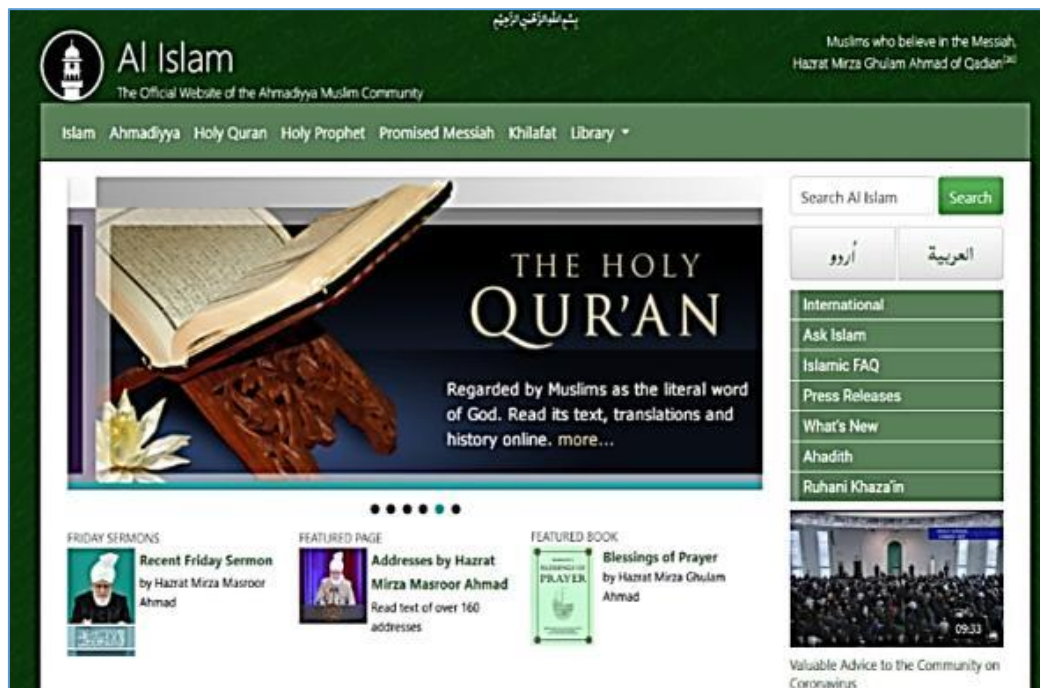 بِسْمِ اللهِ الرَّحْمٰنِ الرَّحِيْمِ
Al Islam
The Official Website of the Ahmadiyya Muslim Community
Muslims who believe in the Messiah,
Hazrat Mirza Ghulam Ahmad of Qadian[as]
Islam Ahmadiyya Holy Quran Holy Prophet Promised Messiah Khilafat Library
THE HOLY
QUR'AN
Regarded by Muslims as the literal word
of God. Read its text, translations and
history online. more...
Search Al Islam Search
اُردو العربية
International
Ask Islam
Islamic FAQ
Press Releases
What's New
Ahadith
Ruhani Khaza'in
FRIDAY SERMONS
Recent Friday Sermon
by Hazrat Mirza Masroor
Ahmad
FEATURED PAGE
Addresses by Hazrat
Mirza Masroor Ahmad
Read text of over 160
addresses
FEATURED BOOK
BLESSINGS OF
PRAYER
Blessings of Prayer
by Hazrat Mirza Ghulam
Ahmad
09:33
Valuable Advice to the Community on
Coronavirus